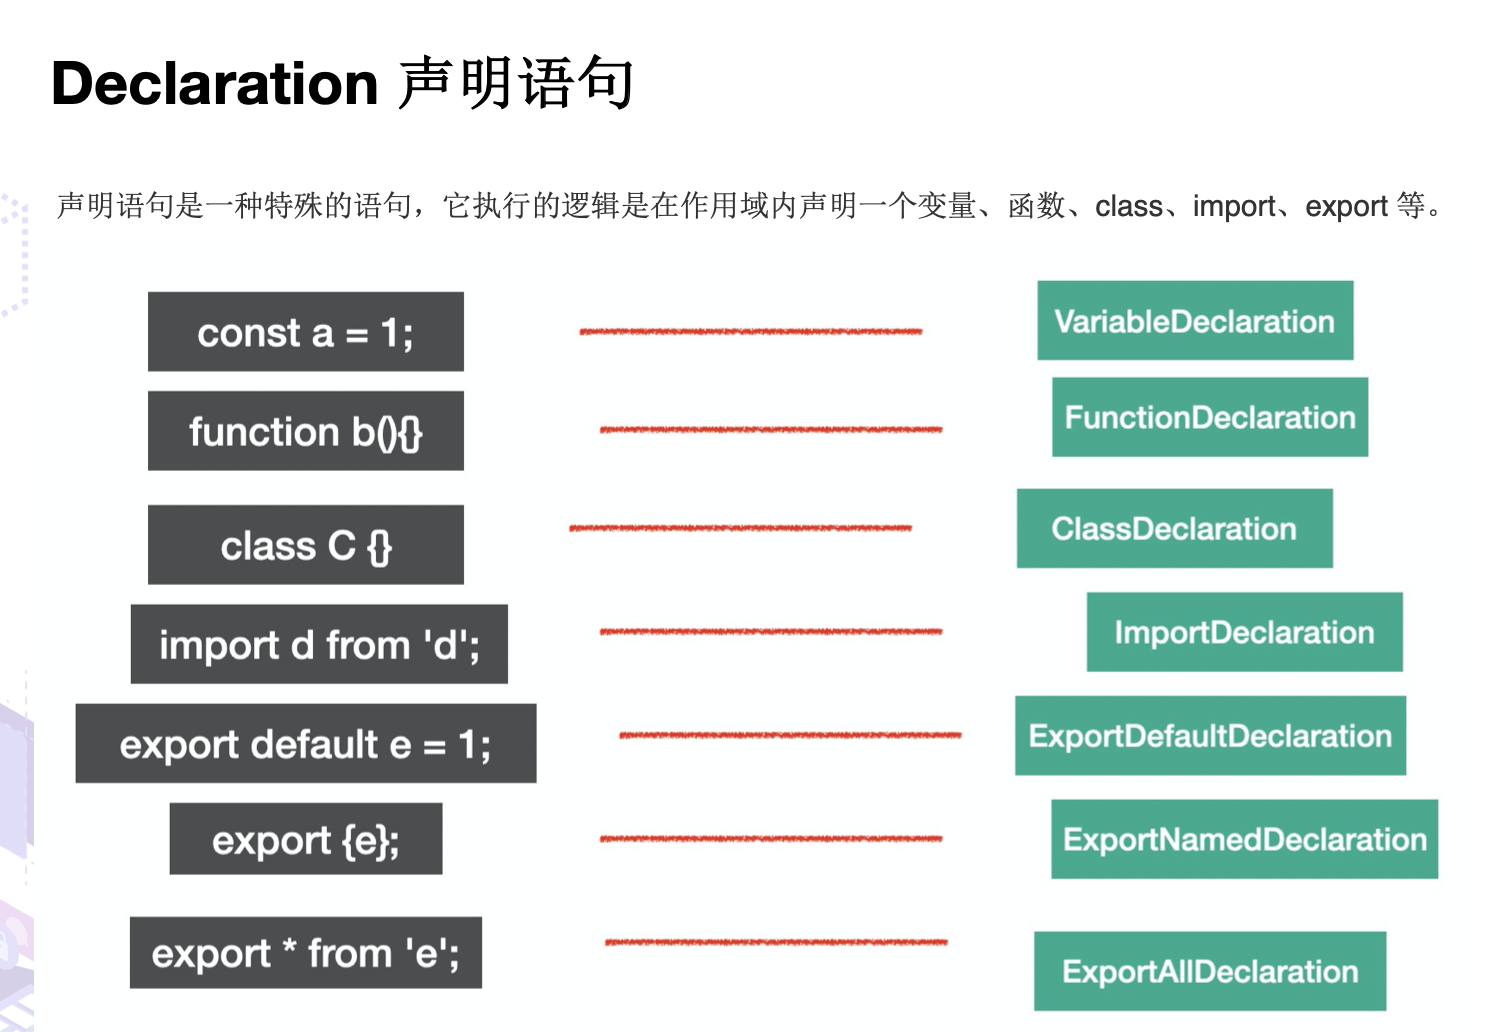 Declaration 声明语句
声明语句是一种特殊的语句，它执行的逻辑是在作用域内声明一个变量、函数、class、import、export 等。
const a = 1;
VariableDeclaration
function b(){}
FunctionDeclaration
class C {}
ClassDeclaration
import d from 'd';
ImportDeclaration
export default e = 1;
ExportDefaultDeclaration
export {e};
ExportNamedDeclaration
export * from 'e';
ExportAllDeclaration